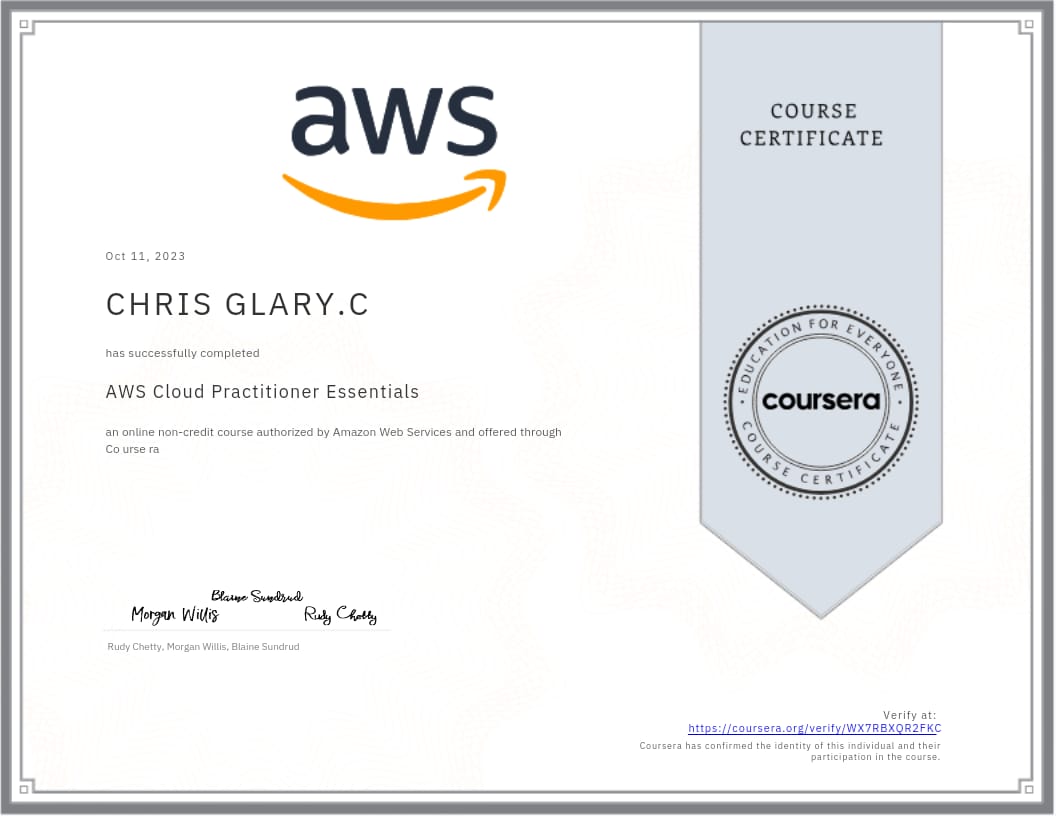 aws
COURSE
CERTIFICATE
Oct 11, 2023
CHRIS GLARY.C
has successfully completed
AWS Cloud Practitioner Essentials
an online non-credit course authorized by Amazon Web Services and offered through
Co urse ra
EDUCATION FOR EVERYONE
coursera
COURSE CERTIFICATE
Blaine Sundrud
Morgan Willis
Rudy Chetty
Rudy Chetty, Morgan Willis, Blaine Sundrud
Verify at:
https://coursera.org/verify/WX7RBXQR2FKC
Coursera has confirmed the identity of this individual and their
participation in the course.